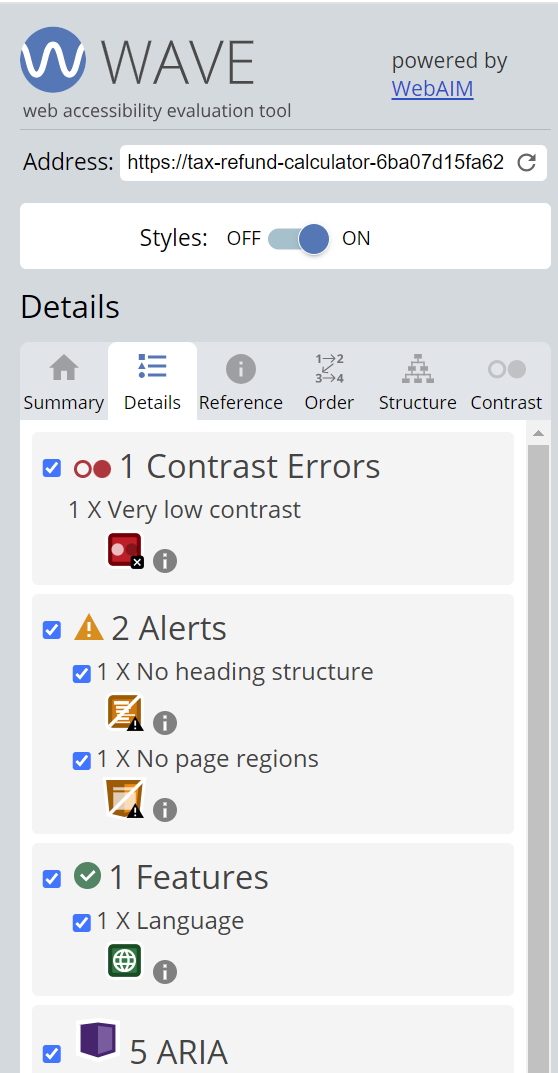 WAVE
web accessibility evaluation tool
powered by
WebAIM
Address: https://tax-refund-calculator-6ba07d15fa62
Styles: OFF ON
Details
Summary Details Reference Order Structure Contrast
1 Contrast Errors
1 X Very low contrast
2 Alerts
1 X No heading structure
1 X No page regions
1 Features
1 X Language
5 ARIA